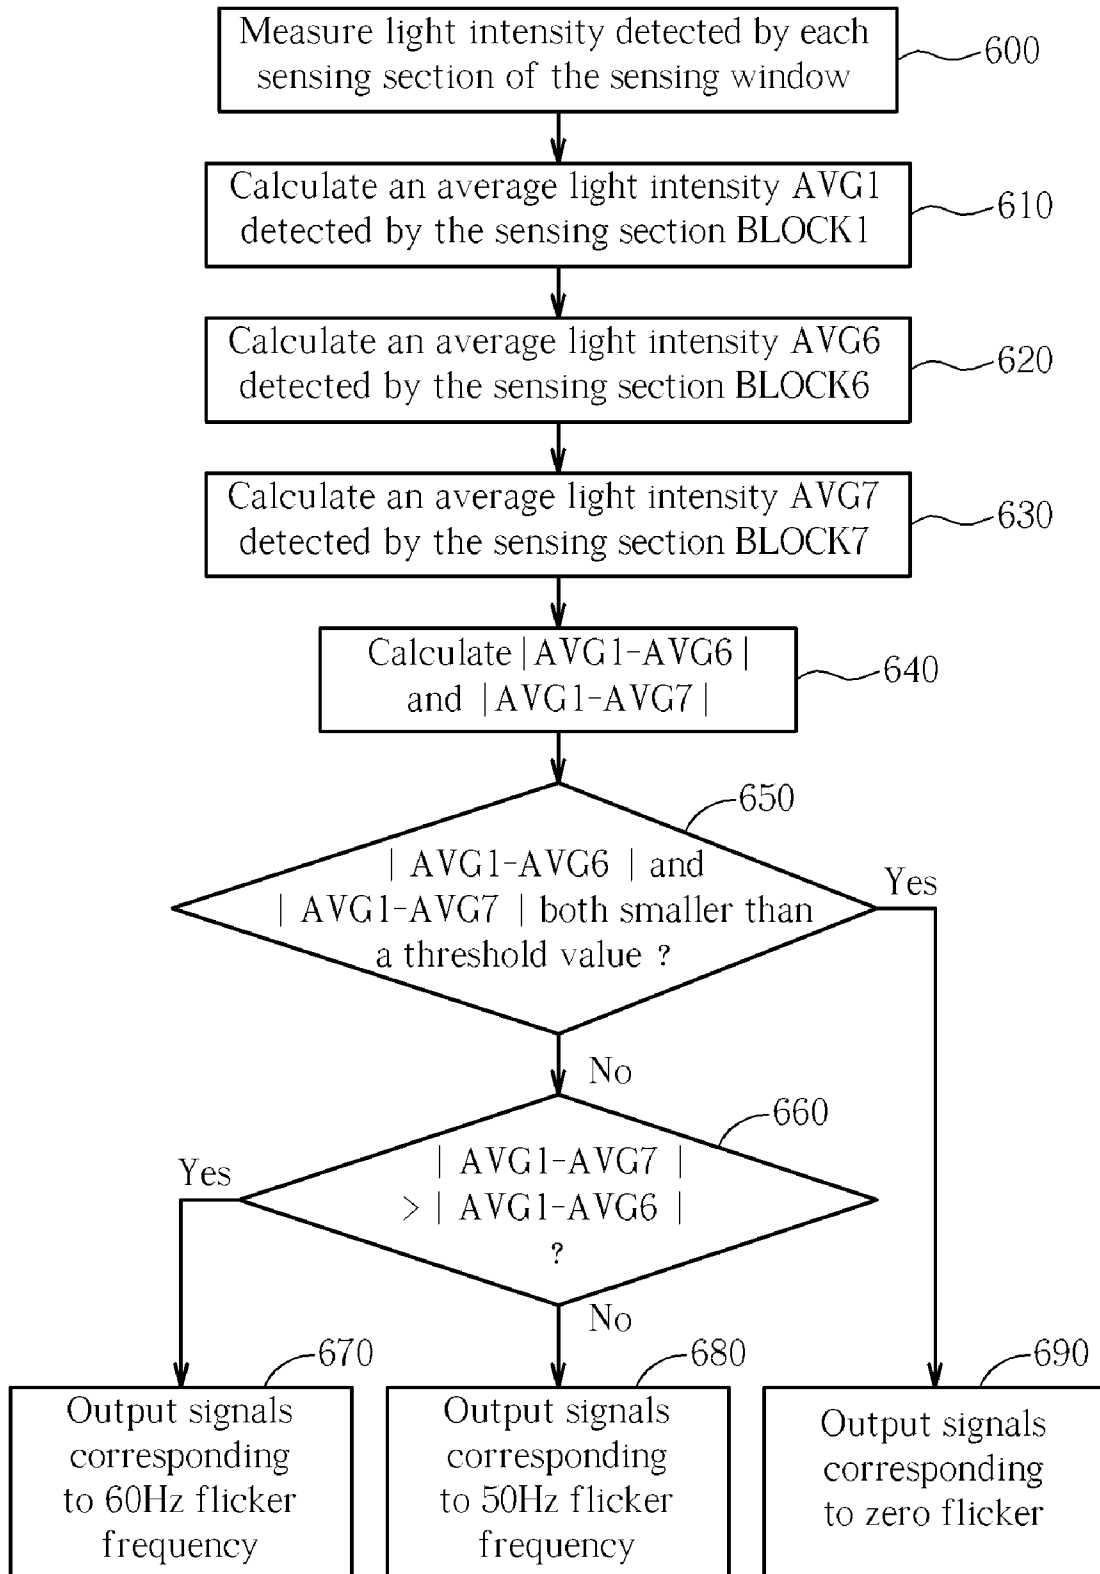 Measure light intensity detected by each
sensing section of the sensing window
600
Calculate an average light intensity AVG1
detected by the sensing section BLOCK1
610
Calculate an average light intensity AVG6
detected by the sensing section BLOCK6
620
Calculate an average light intensity AVG7
detected by the sensing section BLOCK7
630
Calculate |AVG1-AVG6|
and |AVG1-AVG7|
640
650
| AVG1-AVG6 | and
| AVG1-AVG7 | both smaller than
a threshold value ?
Yes
No
660
| AVG1-AVG7 |
> | AVG1-AVG6 |
?
Yes
No
670
Output signals
corresponding
to 60Hz flicker
frequency
680
Output signals
corresponding
to 50Hz flicker
frequency
690
Output signals
corresponding
to zero flicker